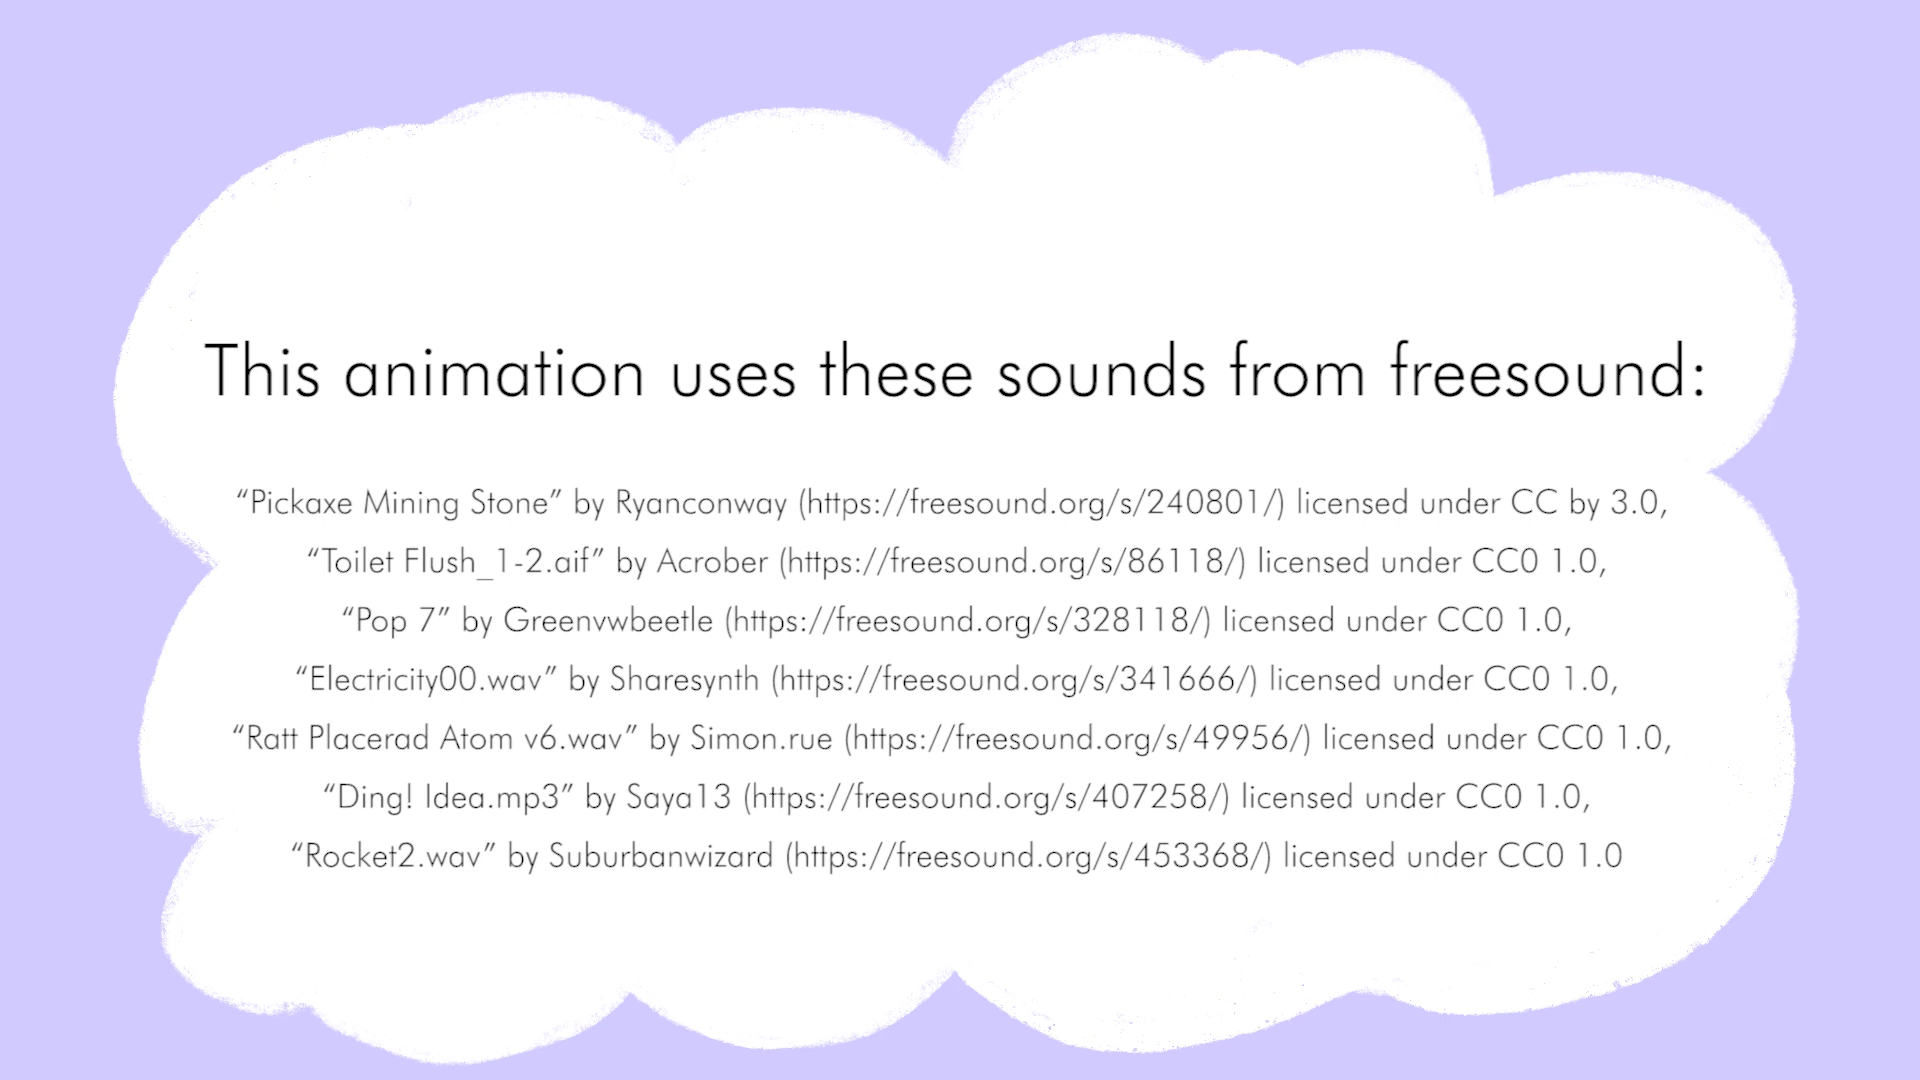 This animation uses these sounds from freesound:
“Pickaxe Mining Stone” by Ryanconway (https://freesound.org/s/240801/) licensed under CC by 3.0,
“Toilet Flush_1-2.aif” by Acrober (https://freesound.org/s/86118/) licensed under CC0 1.0,
“Pop 7” by Greenvwbeetle (https://freesound.org/s/328118/) licensed under CC0 1.0,
“Electricity00.wav” by Sharesynth (https://freesound.org/s/341666/) licensed under CC0 1.0,
“Ratt Placerad Atom v6.wav” by Simon.rue (https://freesound.org/s/49956/) licensed under CC0 1.0,
“Ding! Idea.mp3” by Saya13 (https://freesound.org/s/407258/) licensed under CC0 1.0,
“Rocket2.wav” by Suburbanwizard (https://freesound.org/s/453368/) licensed under CC0 1.0